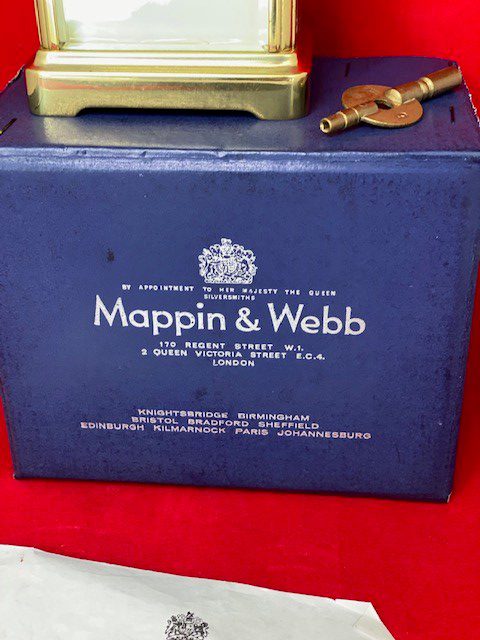 BY APPOINTMENT TO HER MAJESTY THE QUEEN
SILVERSMITHS
Mappin & Webb
170 REGENT STREET W.1.
2 QUEEN VICTORIA STREET E.C.4.
LONDON
KNIGHTSBRIDGE BIRMINGHAM
BRISTOL BRADFORD SHEFFIELD
EDINBURGH KILMARNOCK PARIS JOHANNESBURG